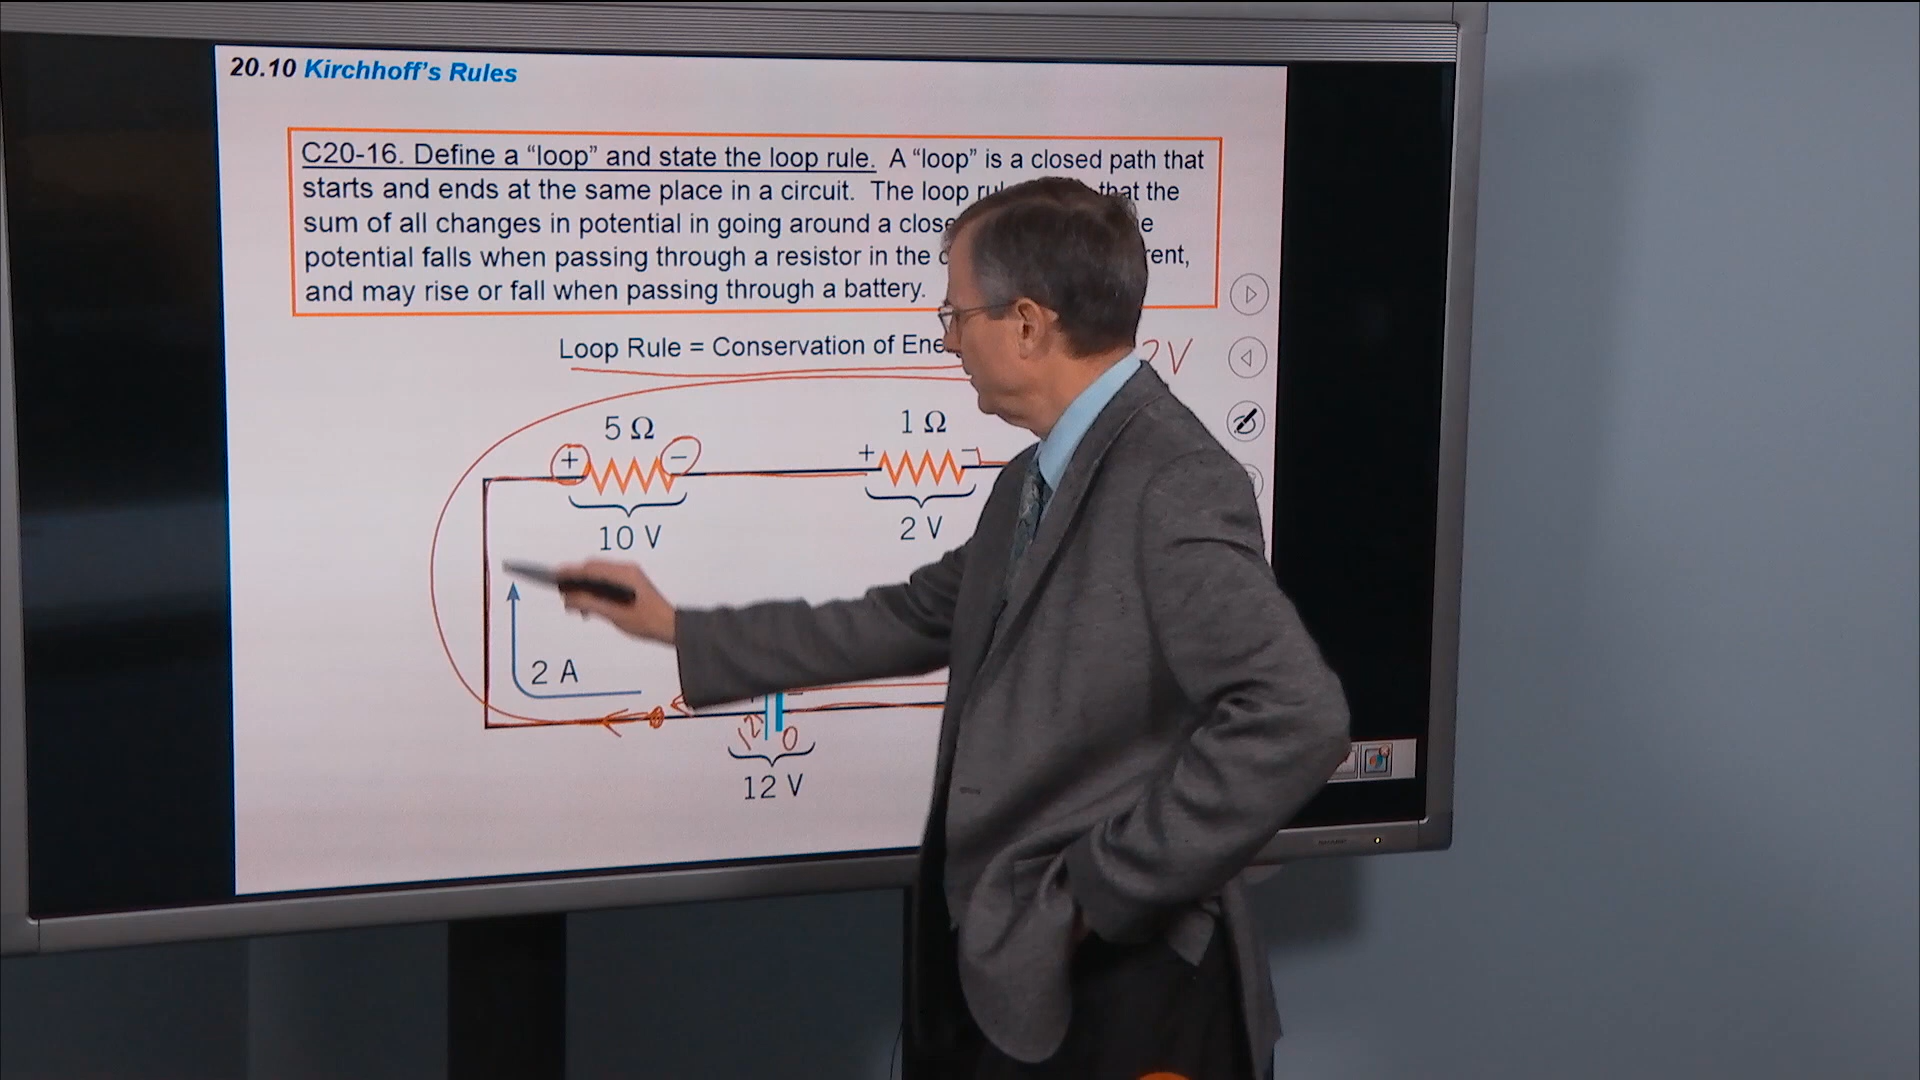 20.10 Kirchhoff's Rules
C20-16. Define a "loop" and state the loop rule. A "loop" is a closed path that
starts and ends at the same place in a circuit. The loop that the
sum of all changes in potential in going around a
potential falls when passing through a resistor in the
and may rise or fall when passing through a battery.
Loop Rule = Conservation of
2V
5 Ω
1 Ω
+ −
+ −
10 V
2 V
2 A
+ −
12 0
12 V